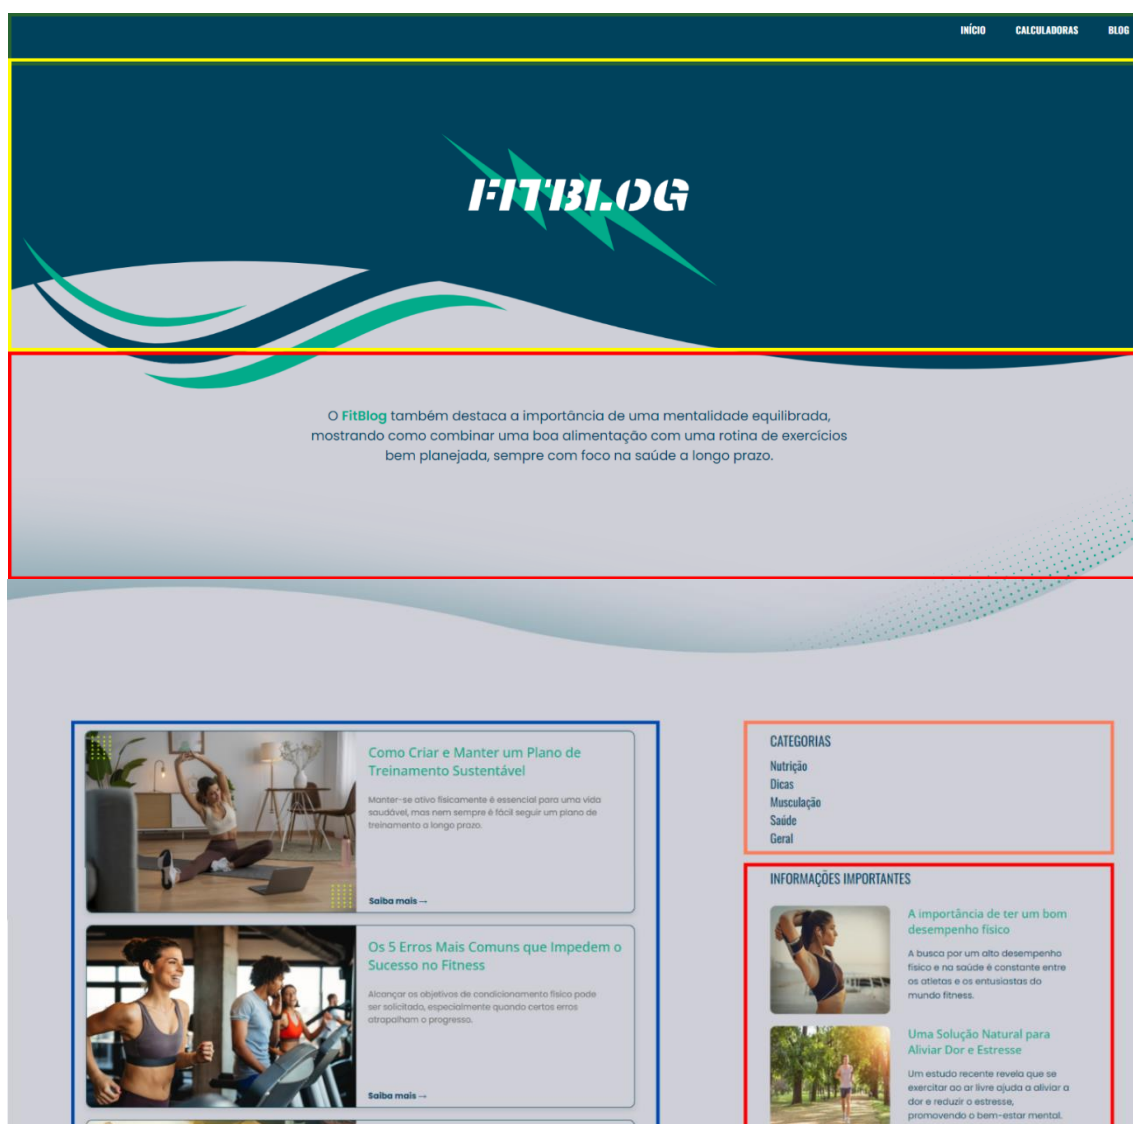 INÍCIO CALCULADORAS BLOG
FITBLOG
O FitBlog também destaca a importância de uma mentalidade equilibrada,
mostrando como combinar uma boa alimentação com uma rotina de exercícios
bem planejada, sempre com foco na saúde a longo prazo.
Como Criar e Manter um Plano de
Treinamento Sustentável
Manter-se ativo fisicamente é essencial para uma vida
saudável, mas nem sempre é fácil seguir um plano de
treinamento a longo prazo.
Saiba mais →
Os 5 Erros Mais Comuns que Impedem o
Sucesso no Fitness
Alcançar os objetivos de condicionamento físico pode
ser solicitado, especialmente quando certos erros
atrapalham o progresso.
Saiba mais →
CATEGORIAS
Nutrição
Dicas
Musculação
Saúde
Geral
INFORMAÇÕES IMPORTANTES
A importância de ter um bom
desempenho físico
A busca por um alto desempenho
físico e na saúde é constante entre
os atletas e os entusiastas do
mundo fitness.
Uma Solução Natural para
Aliviar Dor e Estresse
Um estudo recente revela que se
exercitar ao ar livre ajuda a aliviar a
dor e reduzir o estresse,
promovendo o bem-estar mental.